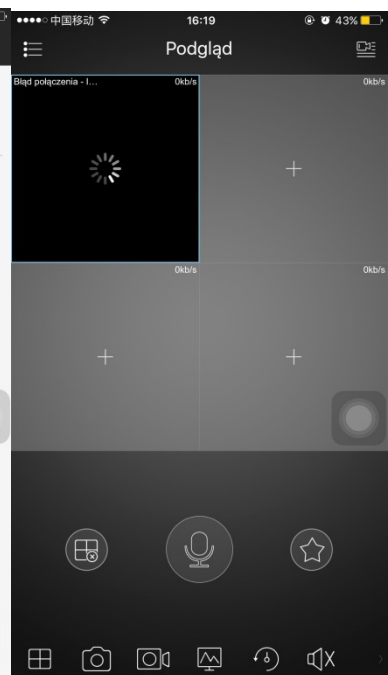 中国移动 16:19 43%
Podgląd
Błąd połączenia - I... 0kb/s 0kb/s
0kb/s 0kb/s